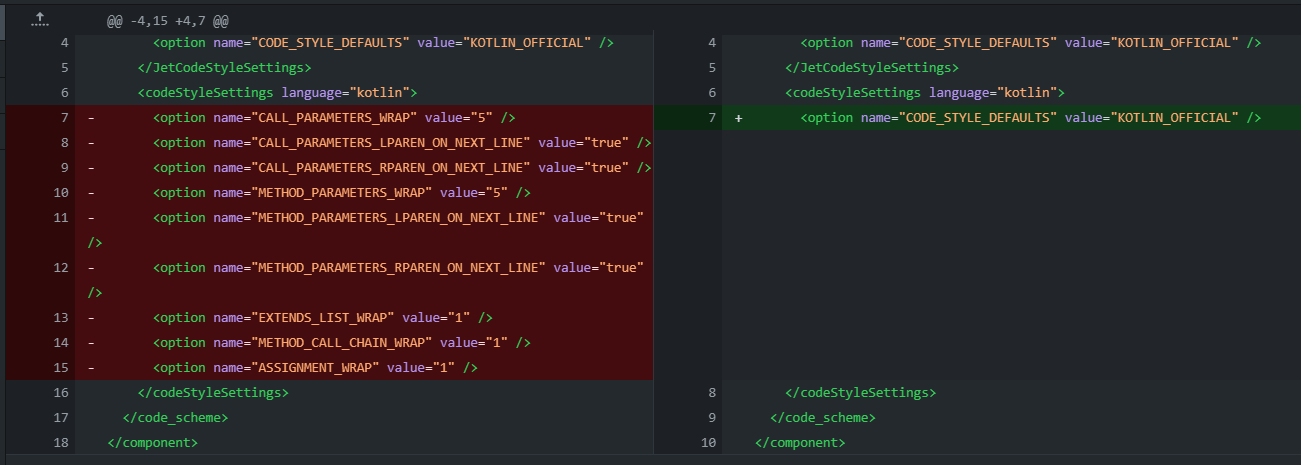 @@ -4,15 +4,7 @@
4 <option name="CODE_STYLE_DEFAULTS" value="KOTLIN_OFFICIAL" />
5 </JetCodeStyleSettings>
6 <codeStyleSettings language="kotlin">
7 - <option name="CALL_PARAMETERS_WRAP" value="5" />
8 - <option name="CALL_PARAMETERS_LPAREN_ON_NEXT_LINE" value="true" />
9 - <option name="CALL_PARAMETERS_RPAREN_ON_NEXT_LINE" value="true" />
10 - <option name="METHOD_PARAMETERS_WRAP" value="5" />
11 - <option name="METHOD_PARAMETERS_LPAREN_ON_NEXT_LINE" value="true"
/>
12 - <option name="METHOD_PARAMETERS_RPAREN_ON_NEXT_LINE" value="true"
/>
13 - <option name="EXTENDS_LIST_WRAP" value="1" />
14 - <option name="METHOD_CALL_CHAIN_WRAP" value="1" />
15 - <option name="ASSIGNMENT_WRAP" value="1" />
16 </codeStyleSettings>
17 </code_scheme>
18 </component>
4 <option name="CODE_STYLE_DEFAULTS" value="KOTLIN_OFFICIAL" />
5 </JetCodeStyleSettings>
6 <codeStyleSettings language="kotlin">
7 + <option name="CODE_STYLE_DEFAULTS" value="KOTLIN_OFFICIAL" />
8 </codeStyleSettings>
9 </code_scheme>
10 </component>